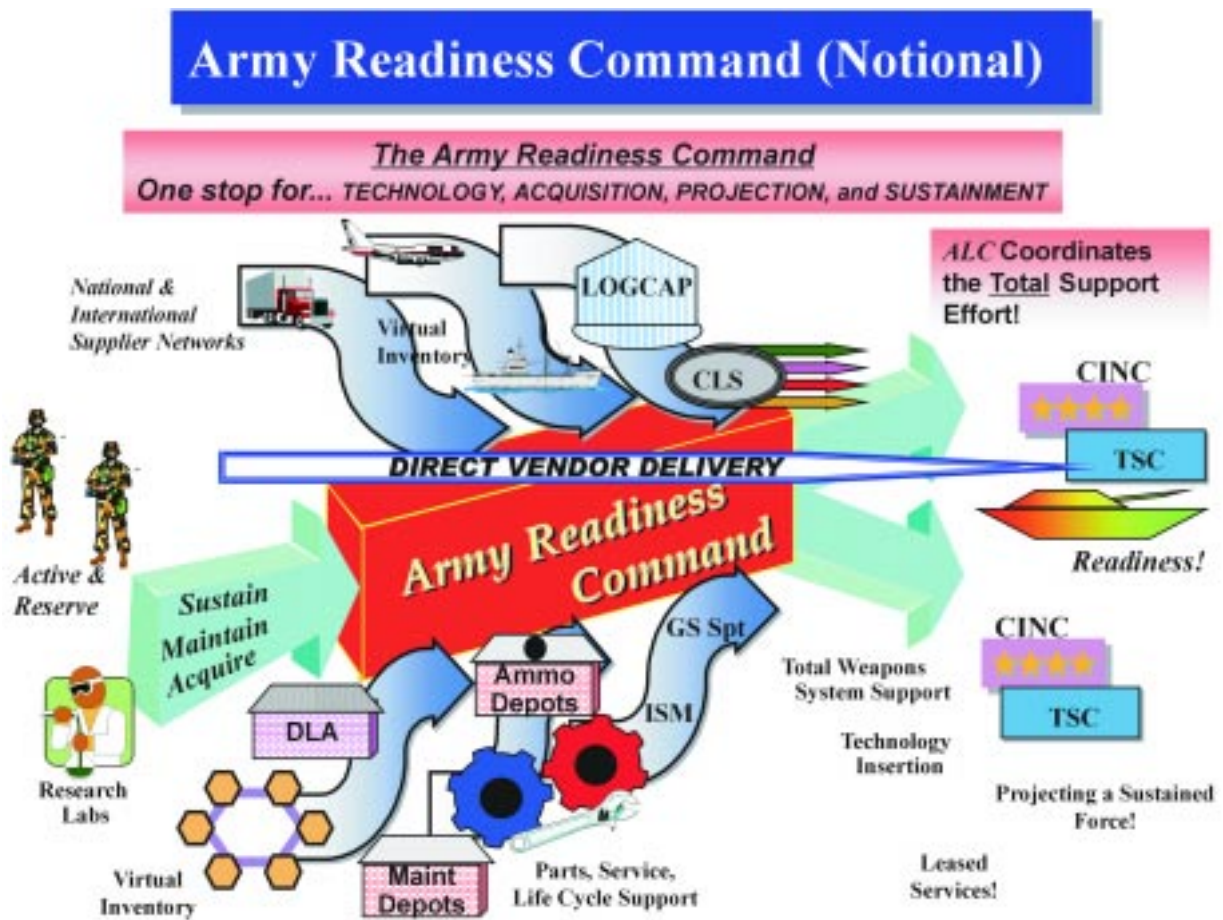 Army Readiness Command (Notional)
The Army Readiness Command
One stop for... TECHNOLOGY, ACQUISITION, PROJECTION, and SUSTAINMENT
National &
International
Supplier Networks
Virtual
Inventory
LOGCAP
CLS
ALC Coordinates
the Total Support
Effort!
CINC
TSC
DIRECT VENDOR DELIVERY
Army Readiness
Command
Readiness!
Active &
Reserve
Sustain
Maintain
Acquire
Research
Labs
DLA
Ammo
Depots
GS Spt
ISM
Total Weapons
System Support
CINC
TSC
Technology
Insertion
Projecting a Sustained
Force!
Virtual
Inventory
Maint
Depots
Parts, Service,
Life Cycle Support
Leased
Services!